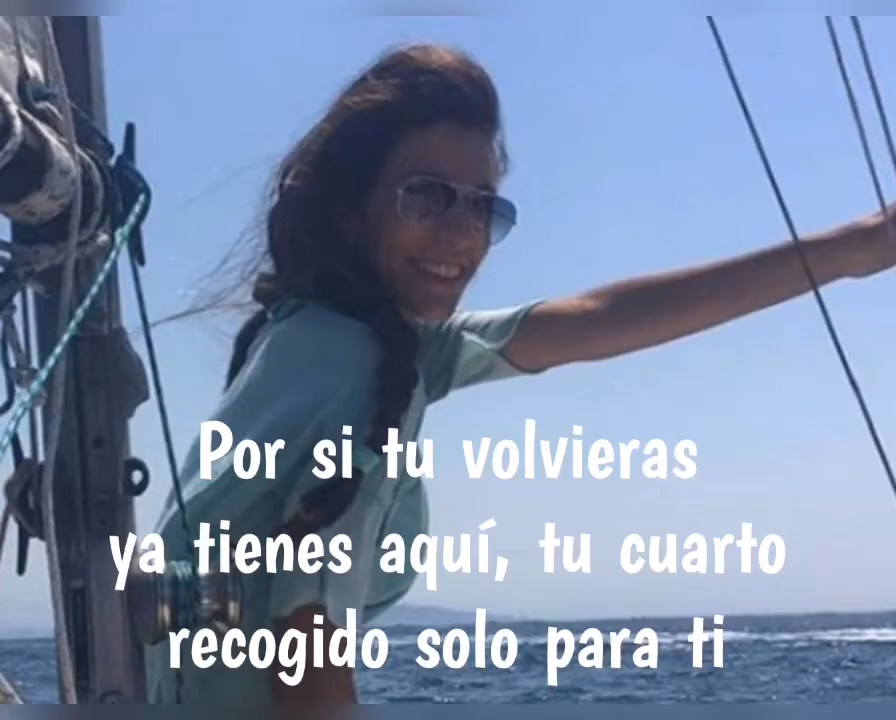 Por si tu volvieras
ya tienes aquí, tu cuarto
recogido solo para ti